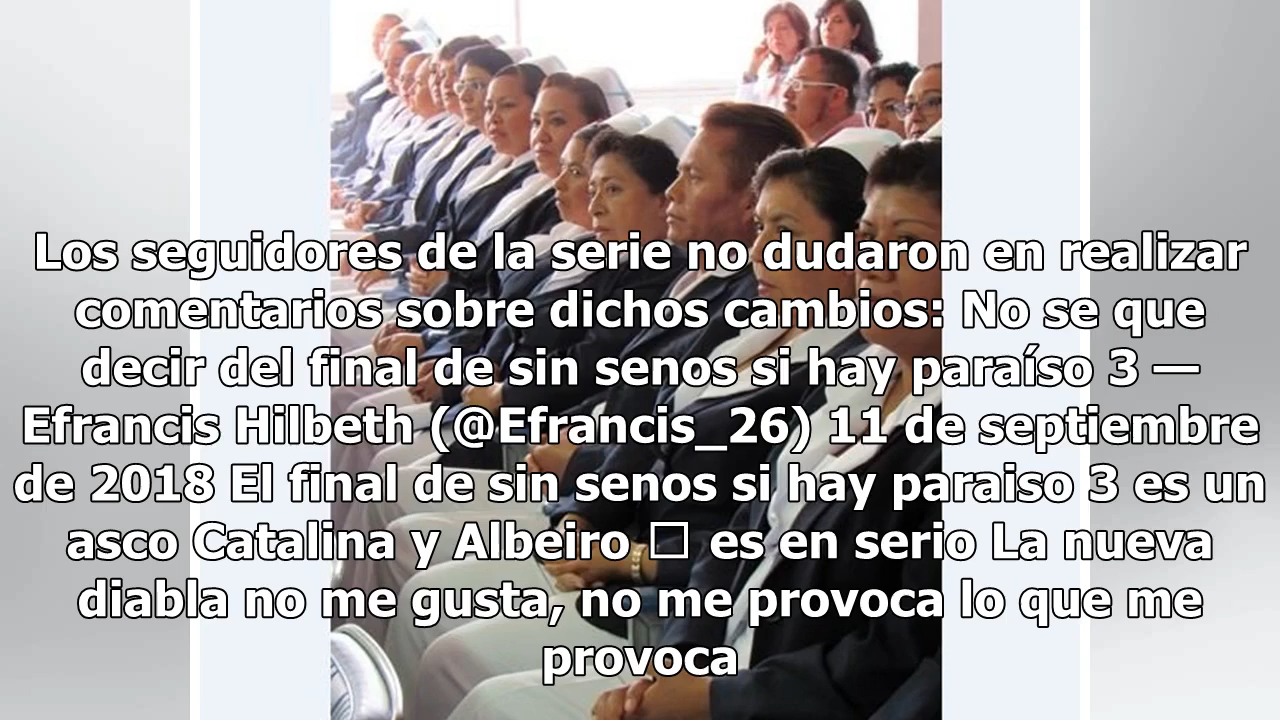 Los seguidores de la serie no dudaron en realizar
comentarios sobre dichos cambios: No se que
decir del final de sin senos si hay paraíso 3 —
Efrancis Hilbeth (@Efrancis_26) 11 de septiembre
de 2018 El final de sin senos si hay paraiso 3 es un
asco Catalina y Albeiro □ es en serio La nueva
diabla no me gusta, no me provoca lo que me
provoca